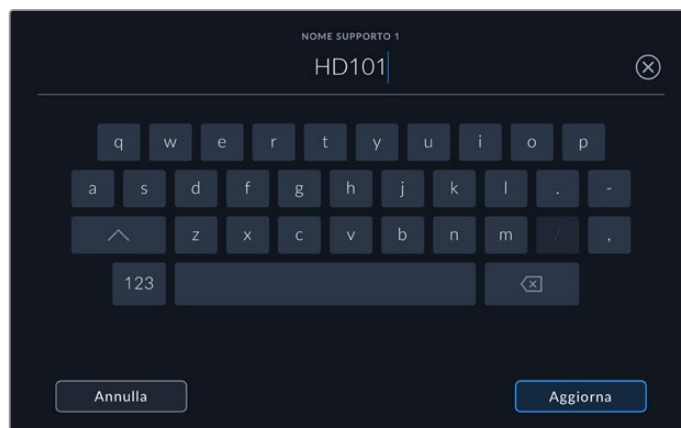 NOME SUPPORTO 1
HD101
q w e r t y u i o p
a s d f g h j k l . -
z x c v b n m / ,
123
Annulla Aggiorna